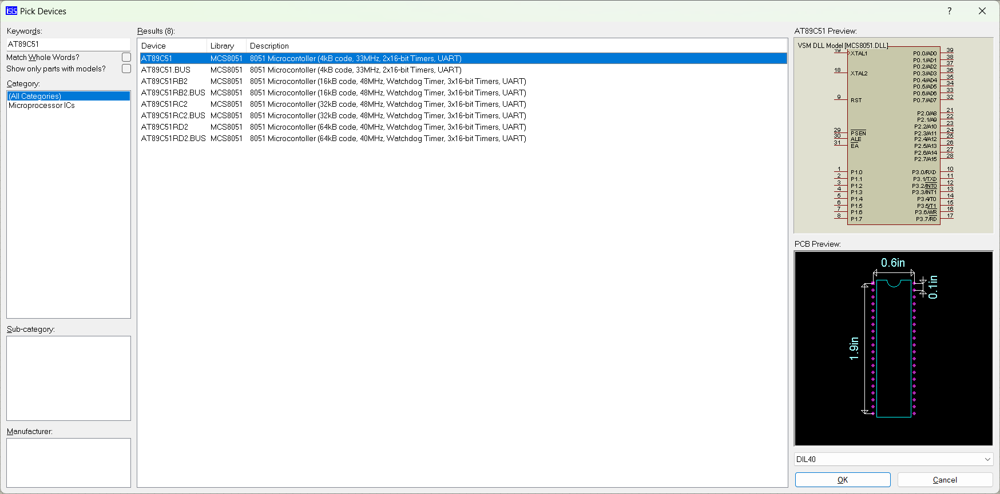 isis Pick Devices ?
Keywords:
AT89C51
Match Whole Words?
Show only parts with models?
Category:
(All Categories)
Microprocessor ICs
Sub-category:
Manufacturer:
Results (8):
Device Library Description
AT89C51 MCS8051 8051 Microcontoller (4kB code, 33MHz, 2x16-bit Timers, UART)
AT89C51.BUS MCS8051 8051 Microcontoller (4kB code, 33MHz, 2x16-bit Timers, UART)
AT89C51RB2 MCS8051 8051 Microcontoller (16kB code, 48MHz, Watchdog Timer, 3x16-bit Timers, UART)
AT89C51RB2.BUS MCS8051 8051 Microcontoller (16kB code, 48MHz, Watchdog Timer, 3x16-bit Timers, UART)
AT89C51RC2 MCS8051 8051 Microcontoller (32kB code, 48MHz, Watchdog Timer, 3x16-bit Timers, UART)
AT89C51RC2.BUS MCS8051 8051 Microcontoller (32kB code, 48MHz, Watchdog Timer, 3x16-bit Timers, UART)
AT89C51RD2 MCS8051 8051 Microcontoller (64kB code, 40MHz, Watchdog Timer, 3x16-bit Timers, UART)
AT89C51RD2.BUS MCS8051 8051 Microcontoller (64kB code, 40MHz, Watchdog Timer, 3x16-bit Timers, UART)
AT89C51 Preview:
VSM DLL Model [MCS8051.DLL]
19 XTAL1 P0.0/AD0 39
P0.1/AD1 38
P0.2/AD2 37
18 XTAL2 P0.3/AD3 36
P0.4/AD4 35
P0.5/AD5 34
P0.6/AD6 33
9 RST P0.7/AD7 32
P2.0/A8 21
P2.1/A9 22
P2.2/A10 23
29 PSEN P2.3/A11 24
30 ALE P2.4/A12 25
31 EA P2.5/A13 26
P2.6/A14 27
P2.7/A15 28
1 P1.0 P3.0/RXD 10
2 P1.1 P3.1/TXD 11
3 P1.2 P3.2/INT0 12
4 P1.3 P3.3/INT1 13
5 P1.4 P3.4/T0 14
6 P1.5 P3.5/T1 15
7 P1.6 P3.6/WR 16
8 P1.7 P3.7/RD 17
PCB Preview:
0.6in
0.1in
1.9in
DIL40
OK Cancel